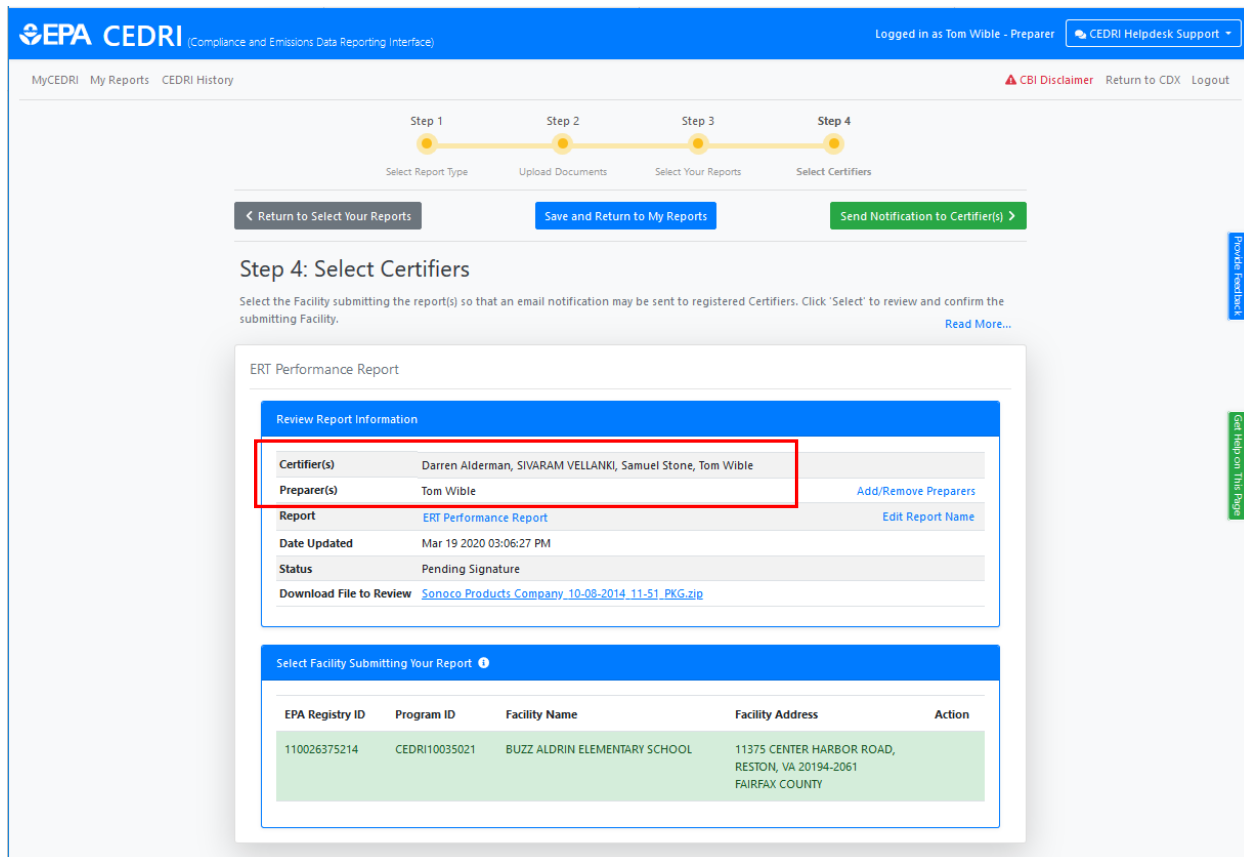 EPA CEDRI (Compliance and Emissions Data Reporting Interface)
Logged in as Tom Wible - Preparer
CEDRI Helpdesk Support
MyCEDRI My Reports CEDRI History
CBI Disclaimer Return to CDX Logout
Step 1 Step 2 Step 3 Step 4
Select Report Type Upload Documents Select Your Reports Select Certifiers
Return to Select Your Reports
Save and Return to My Reports
Send Notification to Certifier(s)
Step 4: Select Certifiers
Select the Facility submitting the report(s) so that an email notification may be sent to registered Certifiers. Click 'Select' to review and confirm the
submitting Facility.
Read More...
ERT Performance Report
Review Report Information
Certifier(s) Darren Alderman, SIVARAM VELLANKI, Samuel Stone, Tom Wible
Preparer(s) Tom Wible Add/Remove Preparers
Report ERT Performance Report Edit Report Name
Date Updated Mar 19 2020 03:06:27 PM
Status Pending Signature
Download File to Review Sonoco Products Company_10-08-2014_11-51_PKG.zip
Select Facility Submitting Your Report
EPA Registry ID Program ID Facility Name Facility Address Action
110026375214 CEDRI10035021 BUZZ ALDRIN ELEMENTARY SCHOOL 11375 CENTER HARBOR ROAD,
RESTON, VA 20194-2061
FAIRFAX COUNTY
Provide Feedback
Get Help on This Page